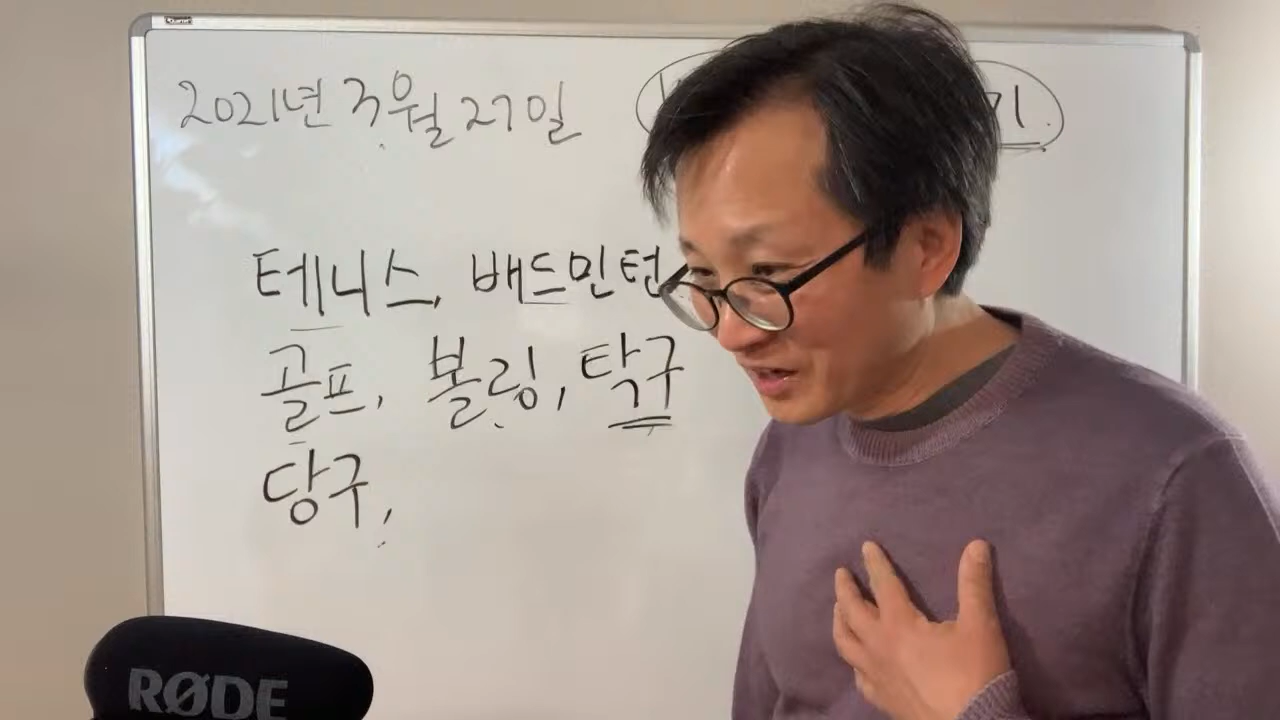 2021년 3월 27일
테니스, 배드민턴
골프, 볼링, 탁구
당구,
RØDE